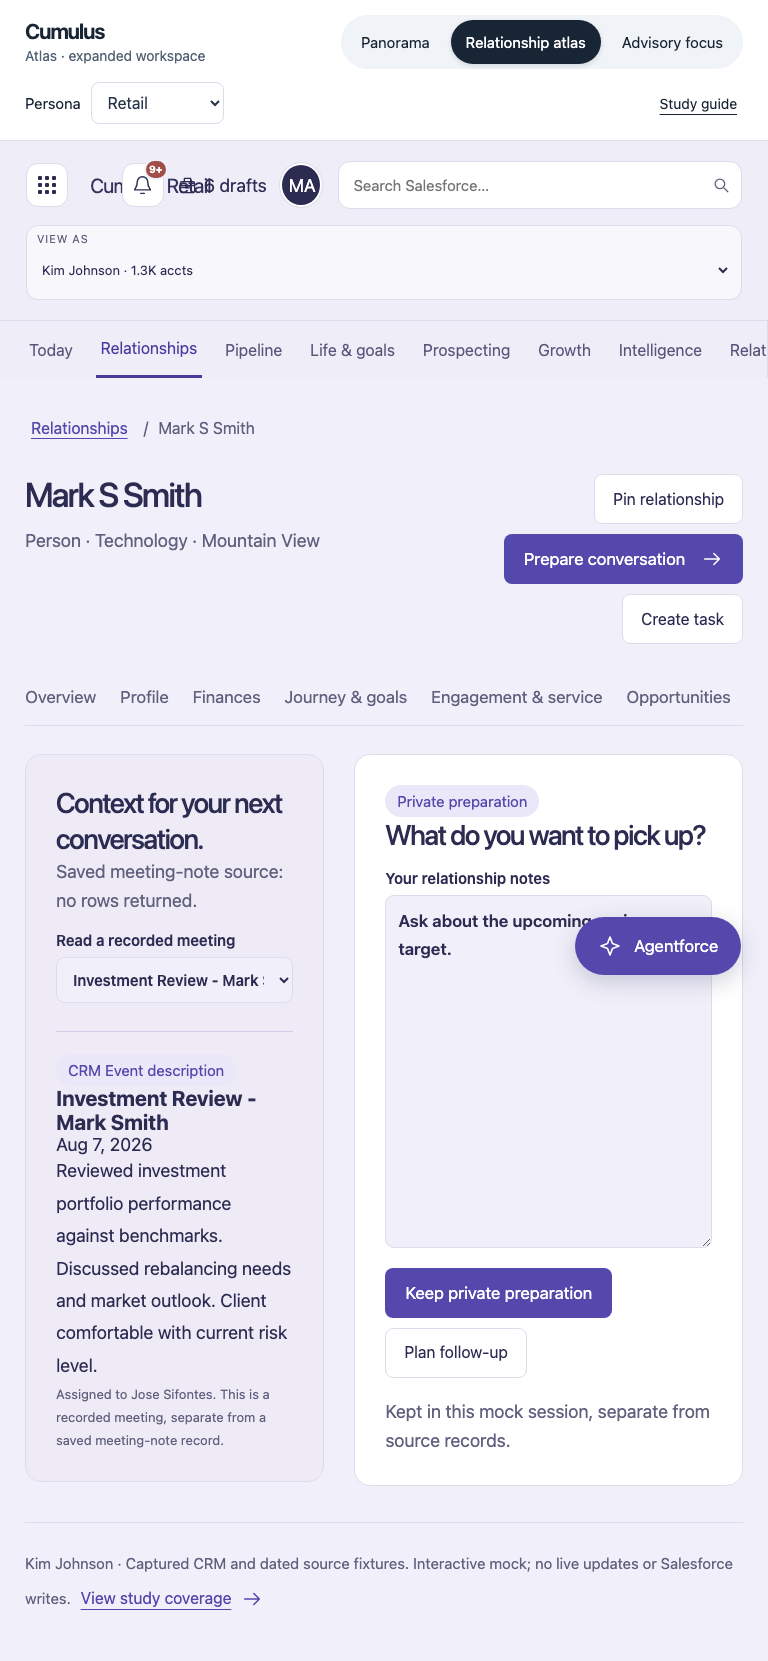 Cumulus
Atlas · expanded workspace
Panorama
Relationship atlas
Advisory focus
Persona
Retail
Study guide
9+
Retail
6 drafts
MA
Search Salesforce...
VIEW AS
Kim Johnson · 1.3K accts
Today
Relationships
Pipeline
Life & goals
Prospecting
Growth
Intelligence
Relat
Relationships / Mark S Smith
Mark S Smith
Person · Technology · Mountain View
Pin relationship
Prepare conversation
Create task
Overview
Profile
Finances
Journey & goals
Engagement & service
Opportunities
Context for your next
conversation.
Saved meeting-note source:
no rows returned.
Read a recorded meeting
Investment Review - Mark
CRM Event description
Investment Review -
Mark Smith
Aug 7, 2026
Reviewed investment
portfolio performance
against benchmarks.
Discussed rebalancing needs
and market outlook. Client
comfortable with current risk
level.
Assigned to Jose Sifontes. This is a
recorded meeting, separate from a
saved meeting-note record.
Private preparation
What do you want to pick up?
Your relationship notes
Ask about the upcoming
target.
Agentforce
Keep private preparation
Plan follow-up
Kept in this mock session, separate from
source records.
Kim Johnson · Captured CRM and dated source fixtures. Interactive mock; no live updates or Salesforce
writes. View study coverage